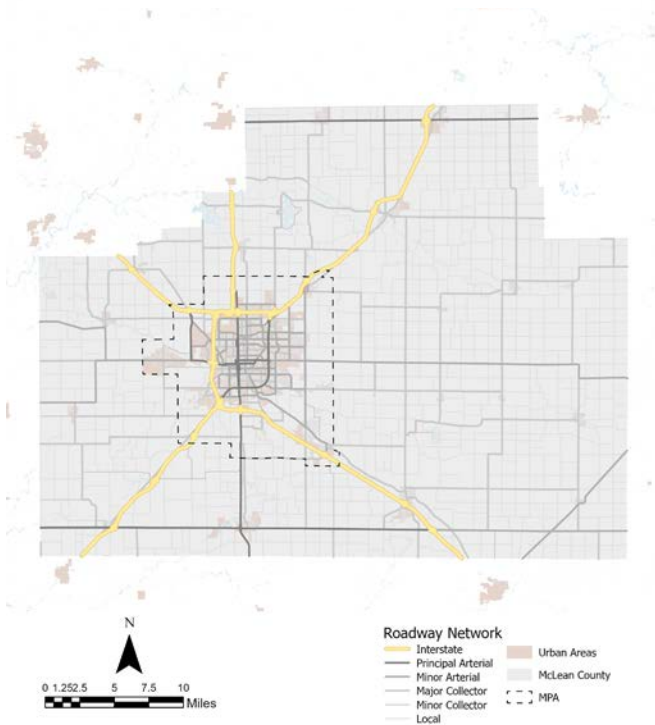 N
0 1.252.5 5 7.5 10
Miles
Roadway Network
Interstate
Principal Arterial
Minor Arterial
Major Collector
Minor Collector
Local
Urban Areas
McLean County
MPA